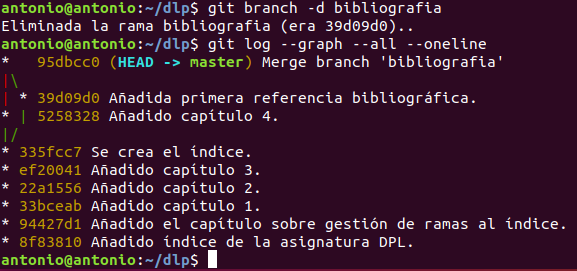 antonio@antonio:~/dlp$ git branch -d bibliografia
Eliminada la rama bibliografia (era 39d09d0)..
antonio@antonio:~/dlp$ git log --graph --all --oneline
*   95dbcc0 (HEAD -> master) Merge branch 'bibliografia'
|\
| * 39d09d0 Añadida primera referencia bibliográfica.
* | 5258328 Añadido capítulo 4.
|/
* 335fcc7 Se crea el índice.
* ef20041 Añadido capítulo 3.
* 22a1556 Añadido capítulo 2.
* 33bceab Añadido capítulo 1.
* 94427d1 Añadido el capítulo sobre gestión de ramas al índice.
* 8f83810 Añadido índice de la asignatura DPL.
antonio@antonio:~/dlp$